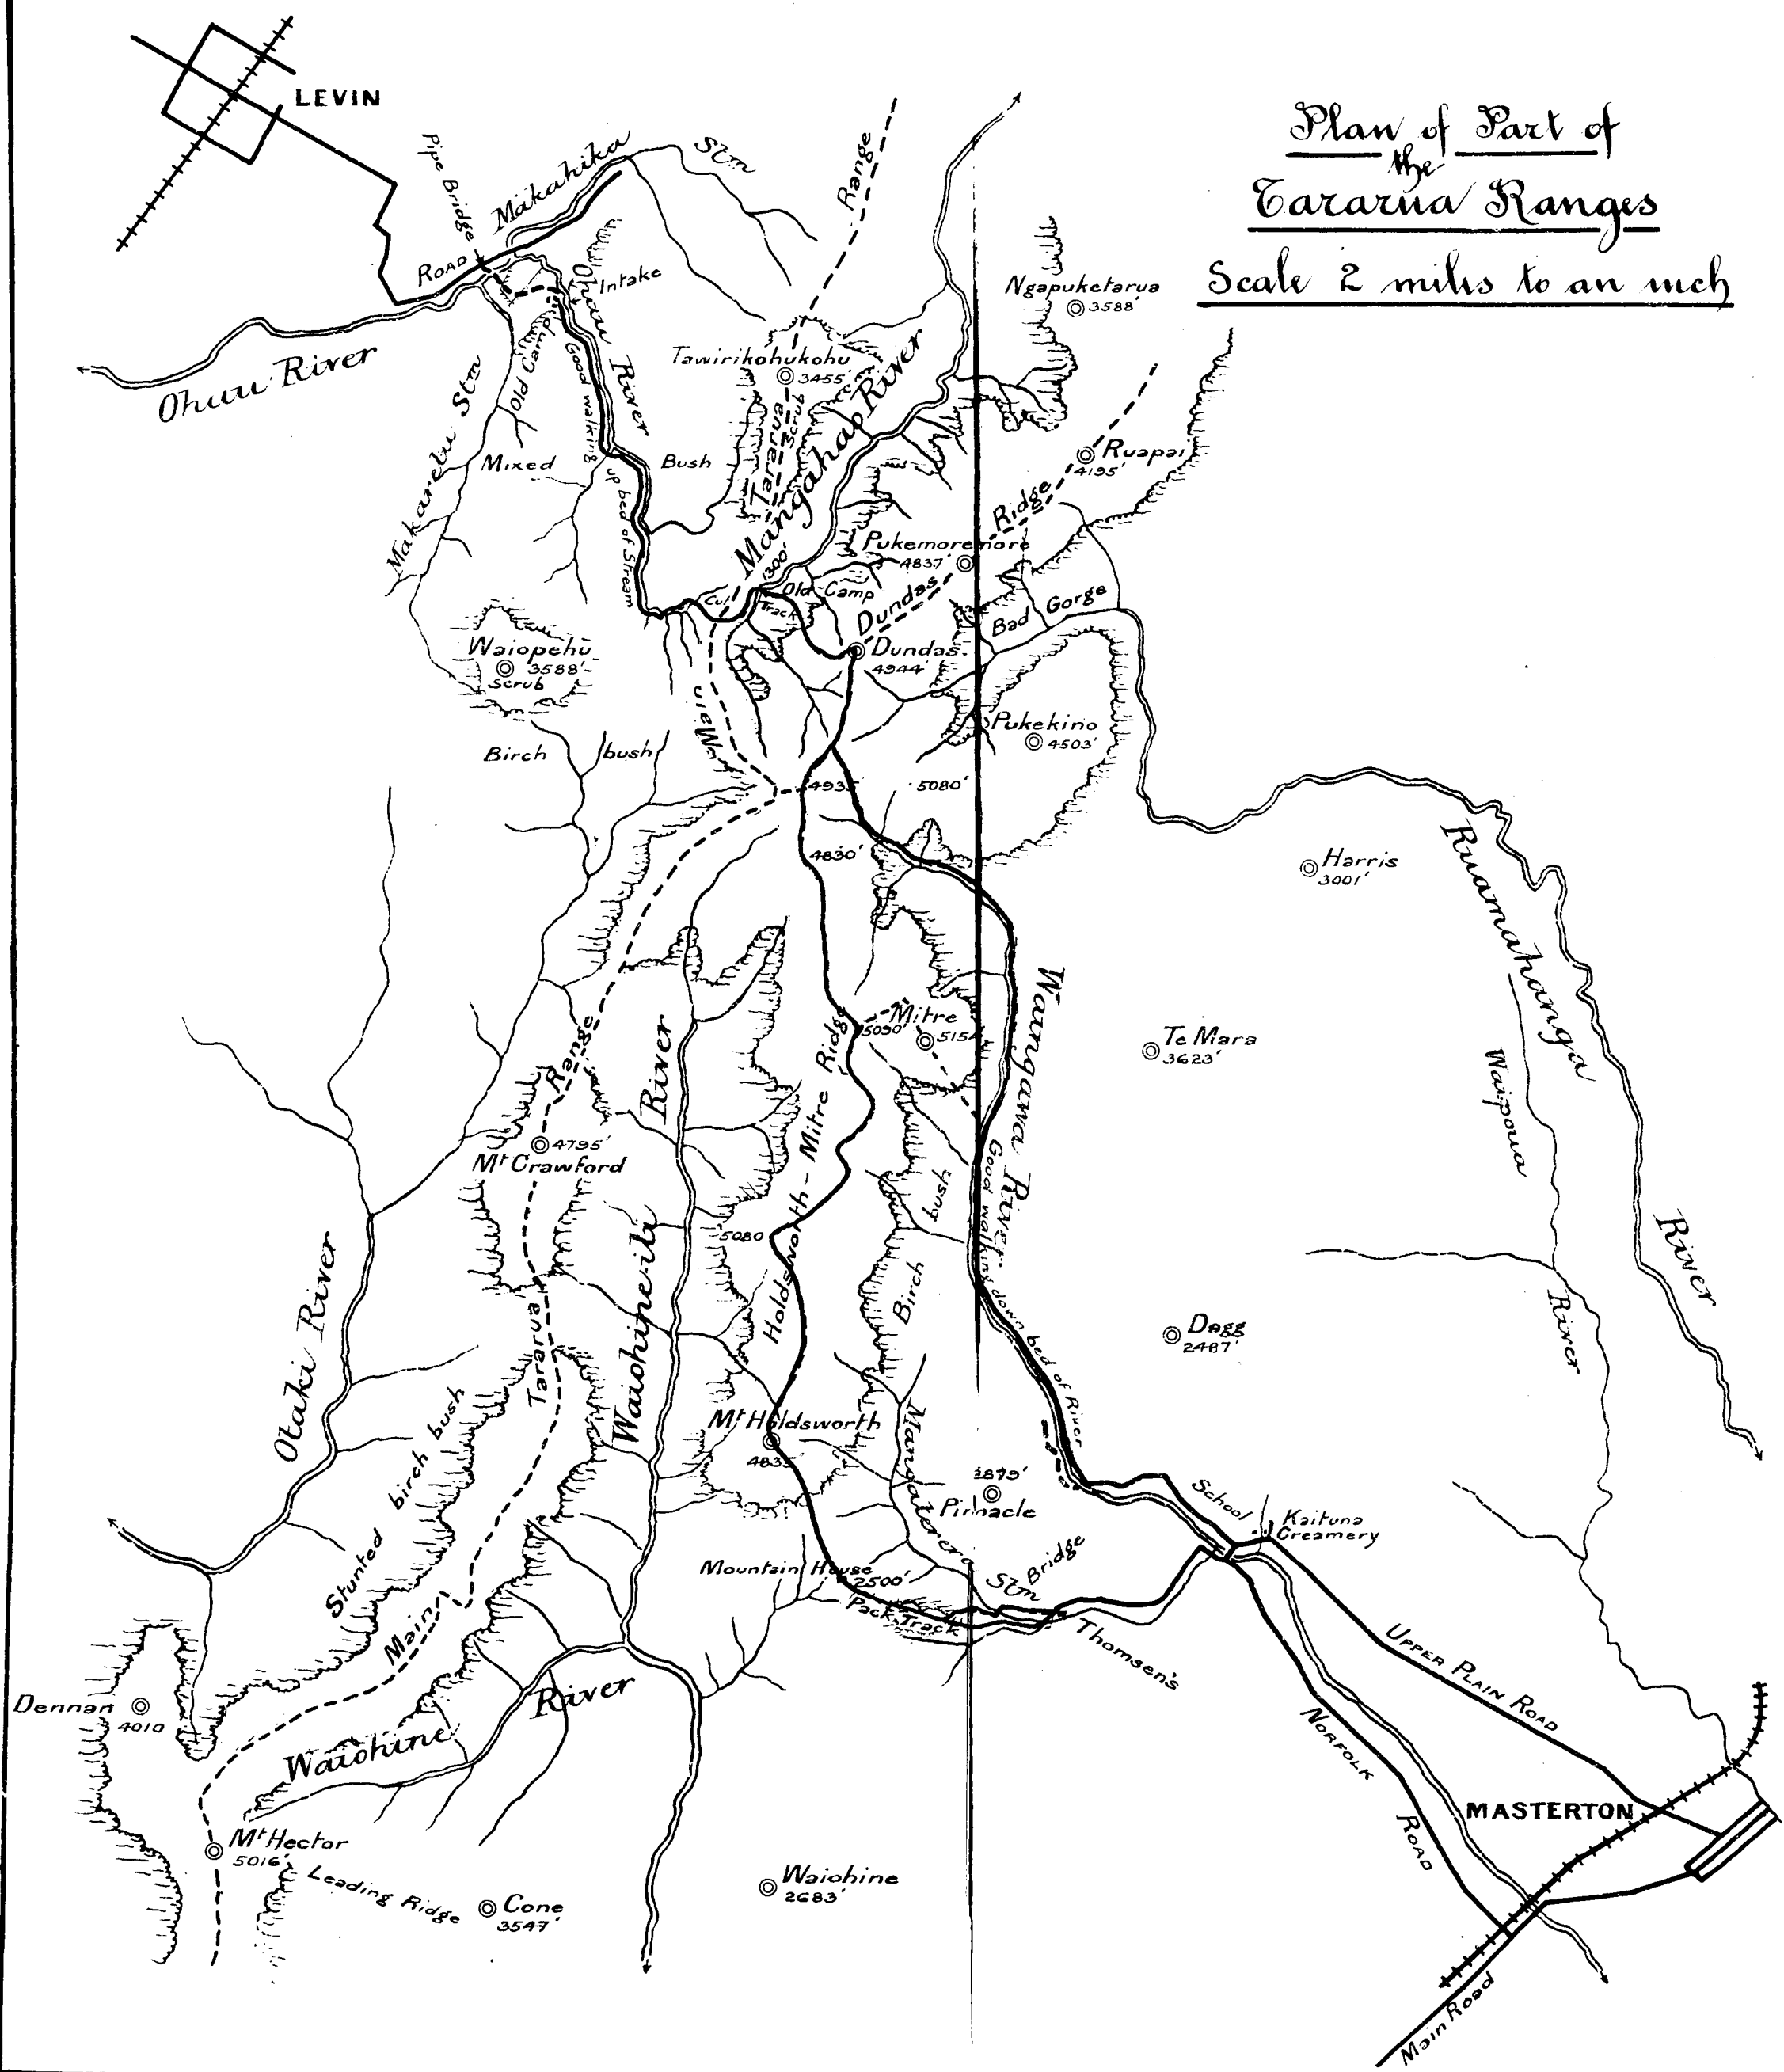 Plan of Part of
the
Tararua Ranges
Scale 2 miles to an inch
LEVIN
Pipe Bridge
Makahika Stm
Range
ROAD
Ohau River
Intake
Ngapuketarua
3588'
Ohau River
Makaretu Stm
Old Camp
Good walking up bed of Stream
Tawirikohukohu
3455'
Tararua
Scrub
Mangahao River
Mixed
Bush
Ruapai
4195'
Dundas Ridge
Pukemoremore
4837'
1300'
Old Camp
Cut Track
Bad Gorge
Dundas
4944'
Waiopehu
3588'
Scrub
Pukekino
4503'
Main
Birch bush
4935'
5080'
4830'
Harris
3001'
Ruamahanga River
Waingawa River
Mitre
5090'
5154
Te Mara
3623'
Waipoua River
Range
River
4795'
Mt Crawford
Holdsworth - Mitre Ridge
5080
Birch bush
Good walking down bed of River
Otaki River
Waiohine-iti
Tararua
Dagg
2487'
Mt Holdsworth
4835'
Mangaterera Stm
Pinnacle
Stunted birch bush
School
Kaituna
Creamery
Mountain House
2500'
Pack Track
Bridge
Thomsen's
Main
UPPER PLAIN ROAD
NORFOLK ROAD
Dennan
4010
Waiohine River
MASTERTON
Mt Hector
5016'
Leading Ridge
Cone
3547'
Waiohine
2683'
Main Road